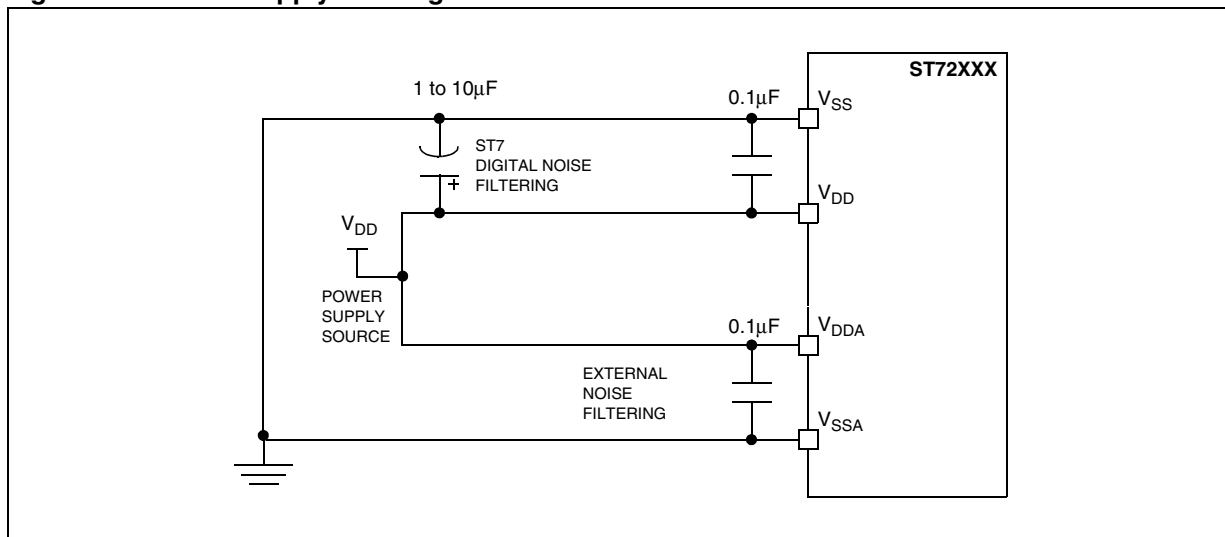 ST72XXX
1 to 10μF
0.1μF
VSS
ST7
DIGITAL NOISE
FILTERING
+
VDD
VDD
POWER
SUPPLY
SOURCE
0.1μF
VDDA
EXTERNAL
NOISE
FILTERING
VSSA